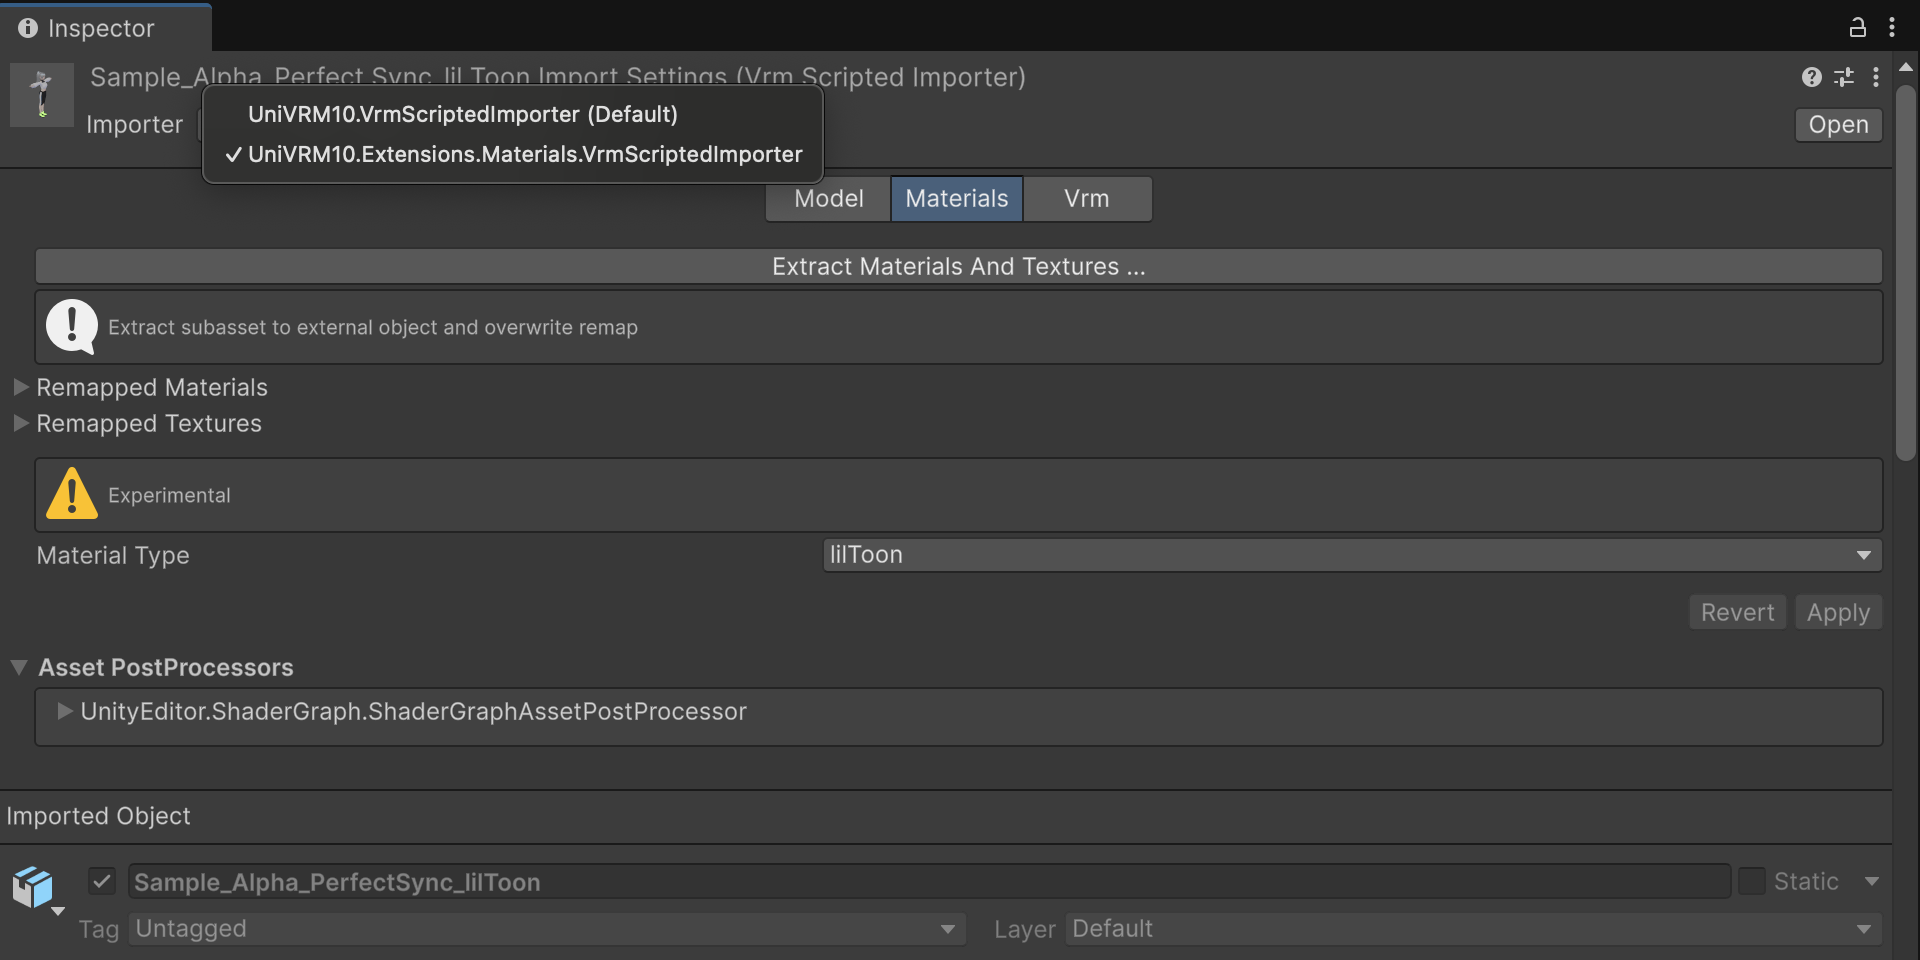 Inspector
Sample_Alpha_Perfect Sync_lil Toon Import Settings (Vrm Scripted Importer)
UniVRM10.VrmScriptedImporter (Default)
Importer
Open
✓ UniVRM10.Extensions.Materials.VrmScriptedImporter
Model Materials Vrm
Extract Materials And Textures ...
Extract subasset to external object and overwrite remap
Remapped Materials
Remapped Textures
Experimental
Material Type lilToon
Revert Apply
Asset PostProcessors
UnityEditor.ShaderGraph.ShaderGraphAssetPostProcessor
Imported Object
Sample_Alpha_PerfectSync_lilToon Static
Tag Untagged Layer Default